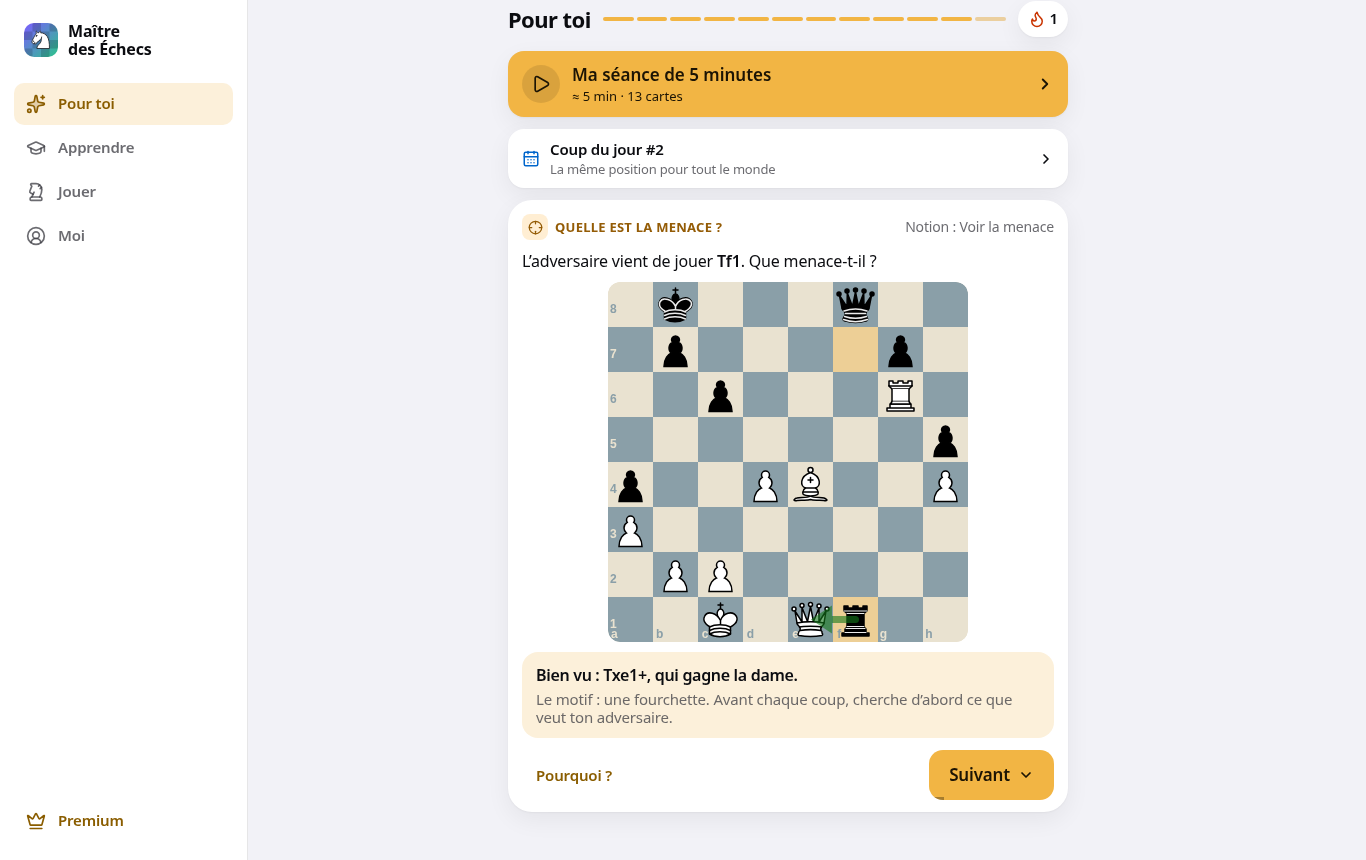 Maître
des Échecs
Pour toi
Apprendre
Jouer
Moi
Premium
Pour toi
1
Ma séance de 5 minutes
≈ 5 min · 13 cartes
Coup du jour #2
La même position pour tout le monde
QUELLE EST LA MENACE ?
Notion : Voir la menace
L’adversaire vient de jouer Tf1. Que menace-t-il ?
8
7
6
5
4
3
2
1
a b c d e f g h
Bien vu : Txe1+, qui gagne la dame.
Le motif : une fourchette. Avant chaque coup, cherche d’abord ce que
veut ton adversaire.
Pourquoi ?
Suivant